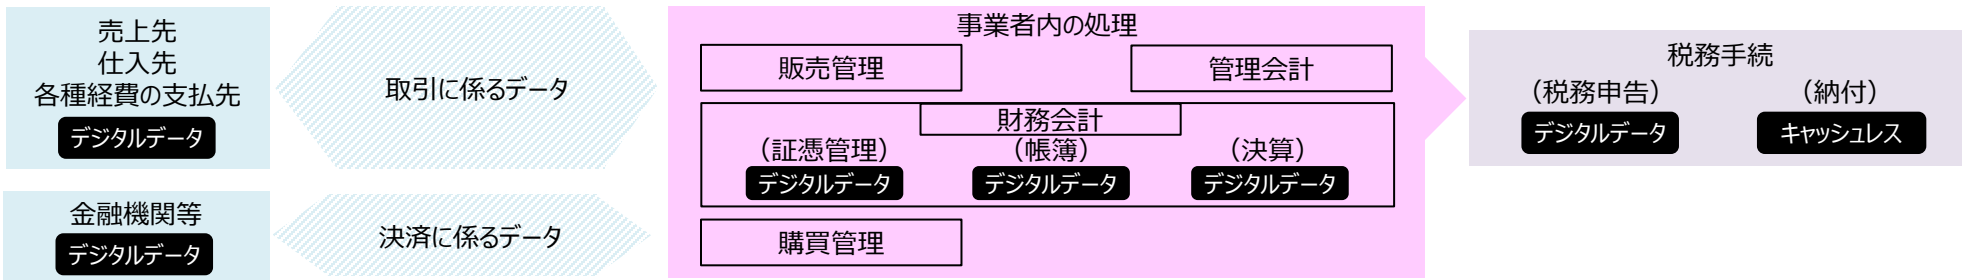 売上先
仕入先
各種経費の支払先
デジタルデータ
金融機関等
デジタルデータ
取引に係るデータ
決済に係るデータ
事業者内の処理
販売管理
管理会計
財務会計
（証憑管理）
（帳簿）
（決算）
デジタルデータ
デジタルデータ
デジタルデータ
購買管理
税務手続
（税務申告）
（納付）
デジタルデータ
キャッシュレス